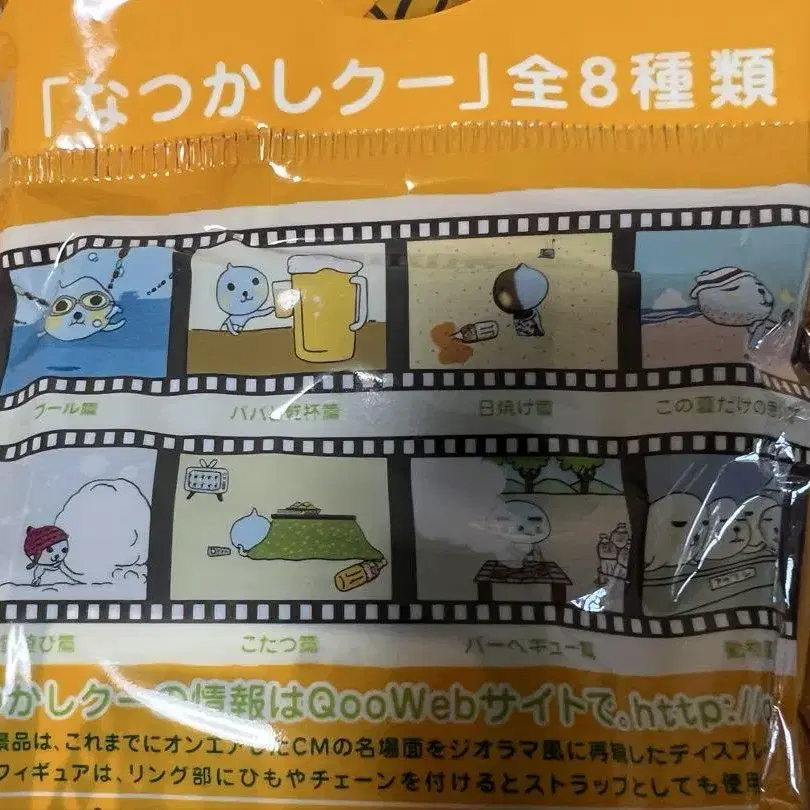 「なつかしクー」全8種類
プール篇
パパと乾杯篇
日焼け篇
この夏だけの
遊び篇
こたつ篇
バーベキュー篇
動物
つかしクーの情報はQooWebサイトで。http://
景品は、これまでにオンエアしたCMの名場面をジオラマ風に再現したディスプレ
フィギュアは、リング部にひもやチェーンを付けるとストラップとしても使用